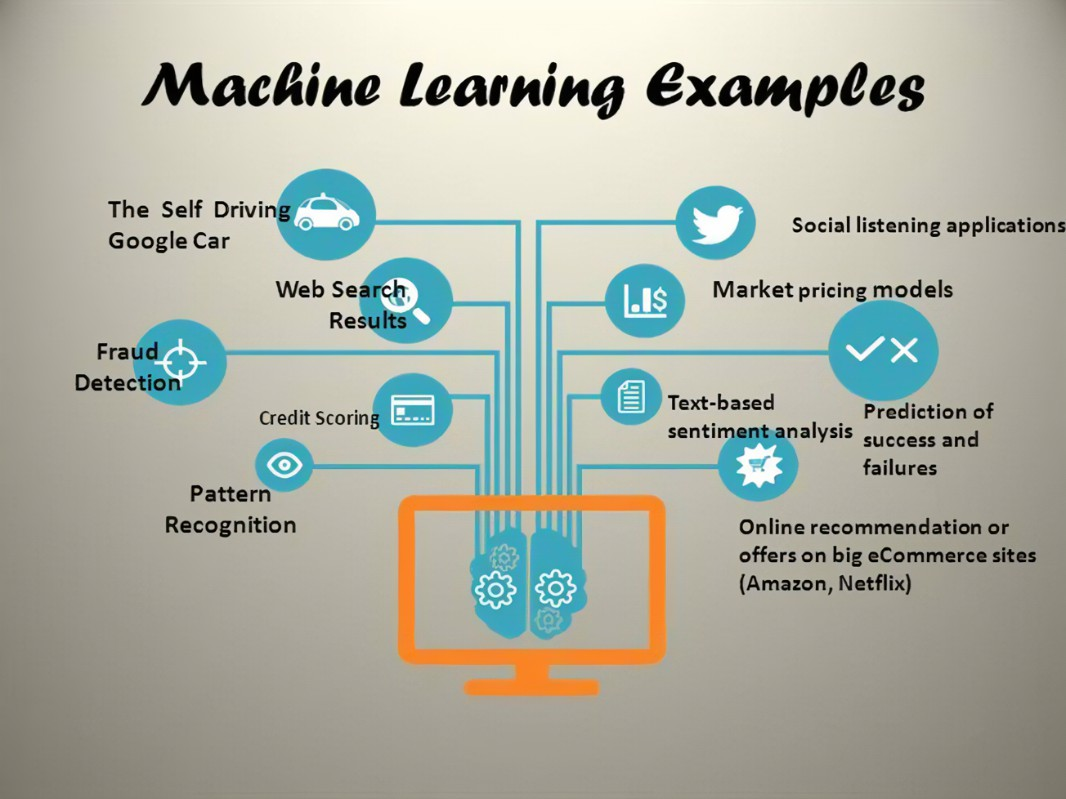 Machine Learning Examples
The Self Driving
Google Car
Web Search
Results
Fraud
Detection
Credit Scoring
Pattern
Recognition
Social listening applications
Market pricing models
Text-based
sentiment analysis
Prediction of
success and
failures
Online recommendation or
offers on big eCommerce sites
(Amazon, Netflix)
$